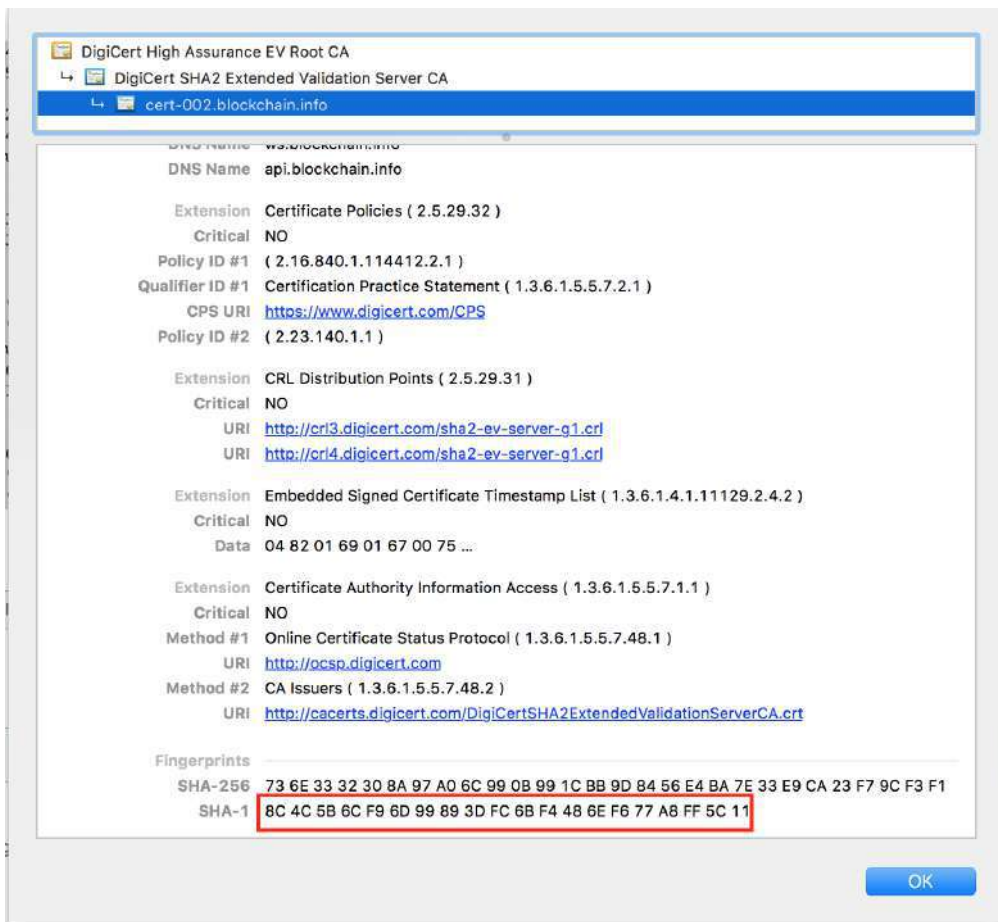 DigiCert High Assurance EV Root CA
DigiCert SHA2 Extended Validation Server CA
cert-002.blockchain.info
DNS Name ws.blockchain.info
DNS Name api.blockchain.info
Extension Certificate Policies ( 2.5.29.32 )
Critical NO
Policy ID #1 ( 2.16.840.1.114412.2.1 )
Qualifier ID #1 Certification Practice Statement ( 1.3.6.1.5.5.7.2.1 )
CPS URI https://www.digicert.com/CPS
Policy ID #2 ( 2.23.140.1.1 )
Extension CRL Distribution Points ( 2.5.29.31 )
Critical NO
URI http://crl3.digicert.com/sha2-ev-server-g1.crl
URI http://crl4.digicert.com/sha2-ev-server-g1.crl
Extension Embedded Signed Certificate Timestamp List ( 1.3.6.1.4.1.11129.2.4.2 )
Critical NO
Data 04 82 01 69 01 67 00 75 ...
Extension Certificate Authority Information Access ( 1.3.6.1.5.5.7.1.1 )
Critical NO
Method #1 Online Certificate Status Protocol ( 1.3.6.1.5.5.7.48.1 )
URI http://ocsp.digicert.com
Method #2 CA Issuers ( 1.3.6.1.5.5.7.48.2 )
URI http://cacerts.digicert.com/DigiCertSHA2ExtendedValidationServerCA.crt
Fingerprints
SHA-256 73 6E 33 32 30 8A 97 A0 6C 99 0B 99 1C BB 9D 84 56 E4 BA 7E 33 E9 CA 23 F7 9C F3 F1
SHA-1 8C 4C 5B 6C F9 6D 99 89 3D FC 6B F4 48 6E F6 77 A8 FF 5C 11
OK